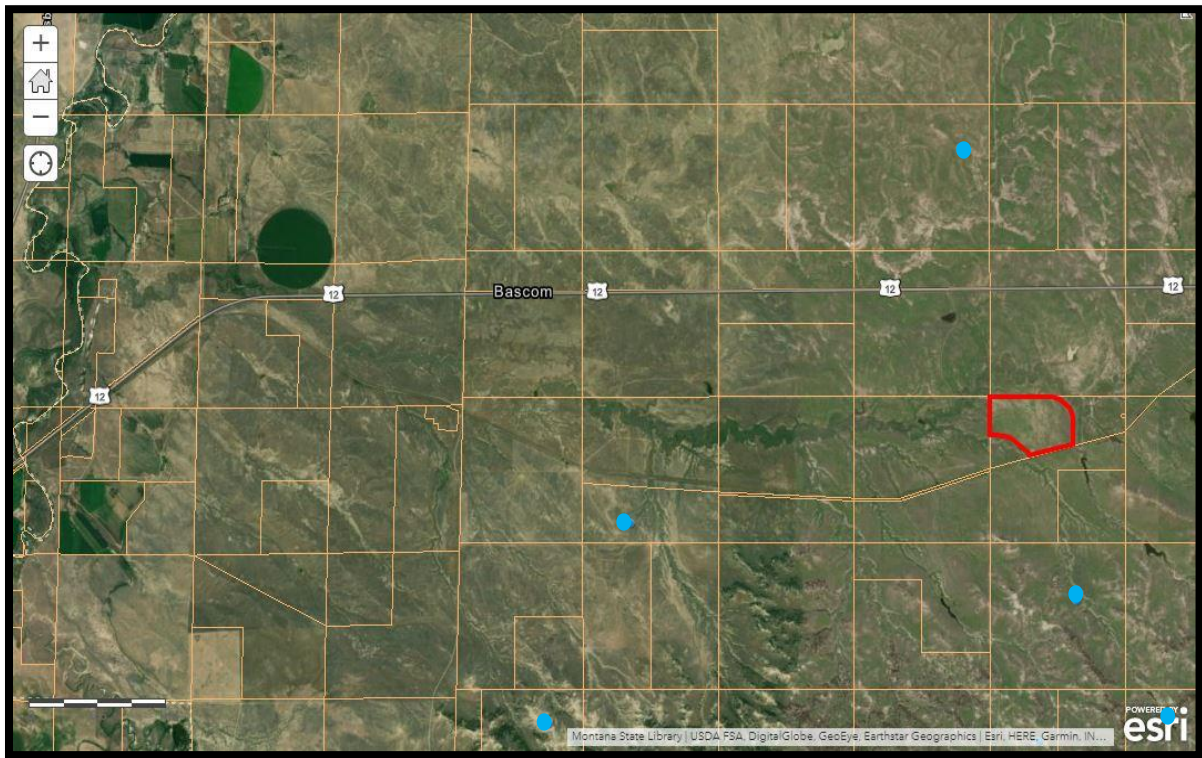 +
−
12
Bascom
12
12
12
12
Montana State Library | USDA FSA, DigitalGlobe, GeoEye, Earthstar Geographics | Esri, HERE, Garmin, IN...
POWERED BY
esri